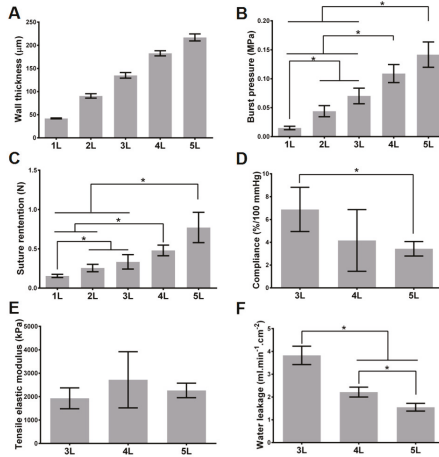 A
Wall thickness (μm)
250
200
150
100
50
0
1L 2L 3L 4L 5L
B
Burst pressure (MPa)
0.20
0.15
0.10
0.05
0.00
*
*
*
1L 2L 3L 4L 5L
C
Suture rentention (N)
1.5
1.0
0.5
0.0
*
*
*
1L 2L 3L 4L 5L
D
Compliance (%/100 mmHg)
10
8
6
4
2
0
*
3L 4L 5L
E
Tensile elastic modulus (kPa)
5000
4000
3000
2000
1000
0
3L 4L 5L
F
Water leakage (ml.min-1.cm-2)
5
4
3
2
1
0
*
*
3L 4L 5L